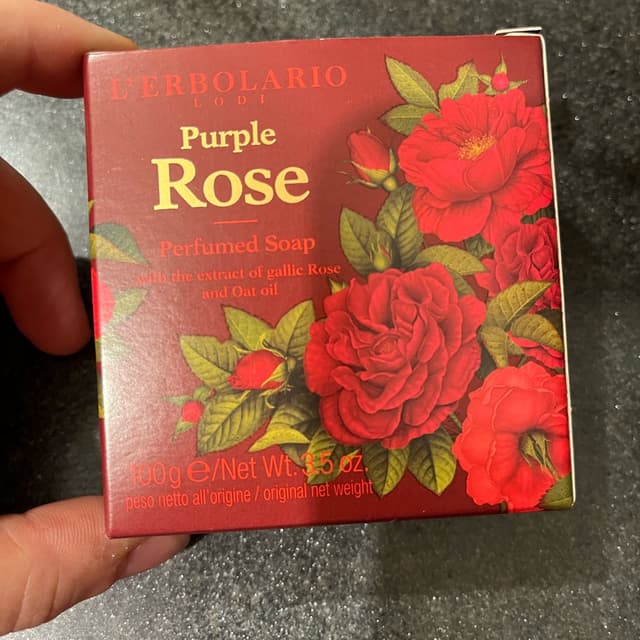 L'ERBOLARIO
LODI
Purple
Rose
Perfumed Soap
with the extract of gallic Rose
and Oat oil
100 g ℮/Net Wt. 3.5 oz.
peso netto all'origine / original net weight